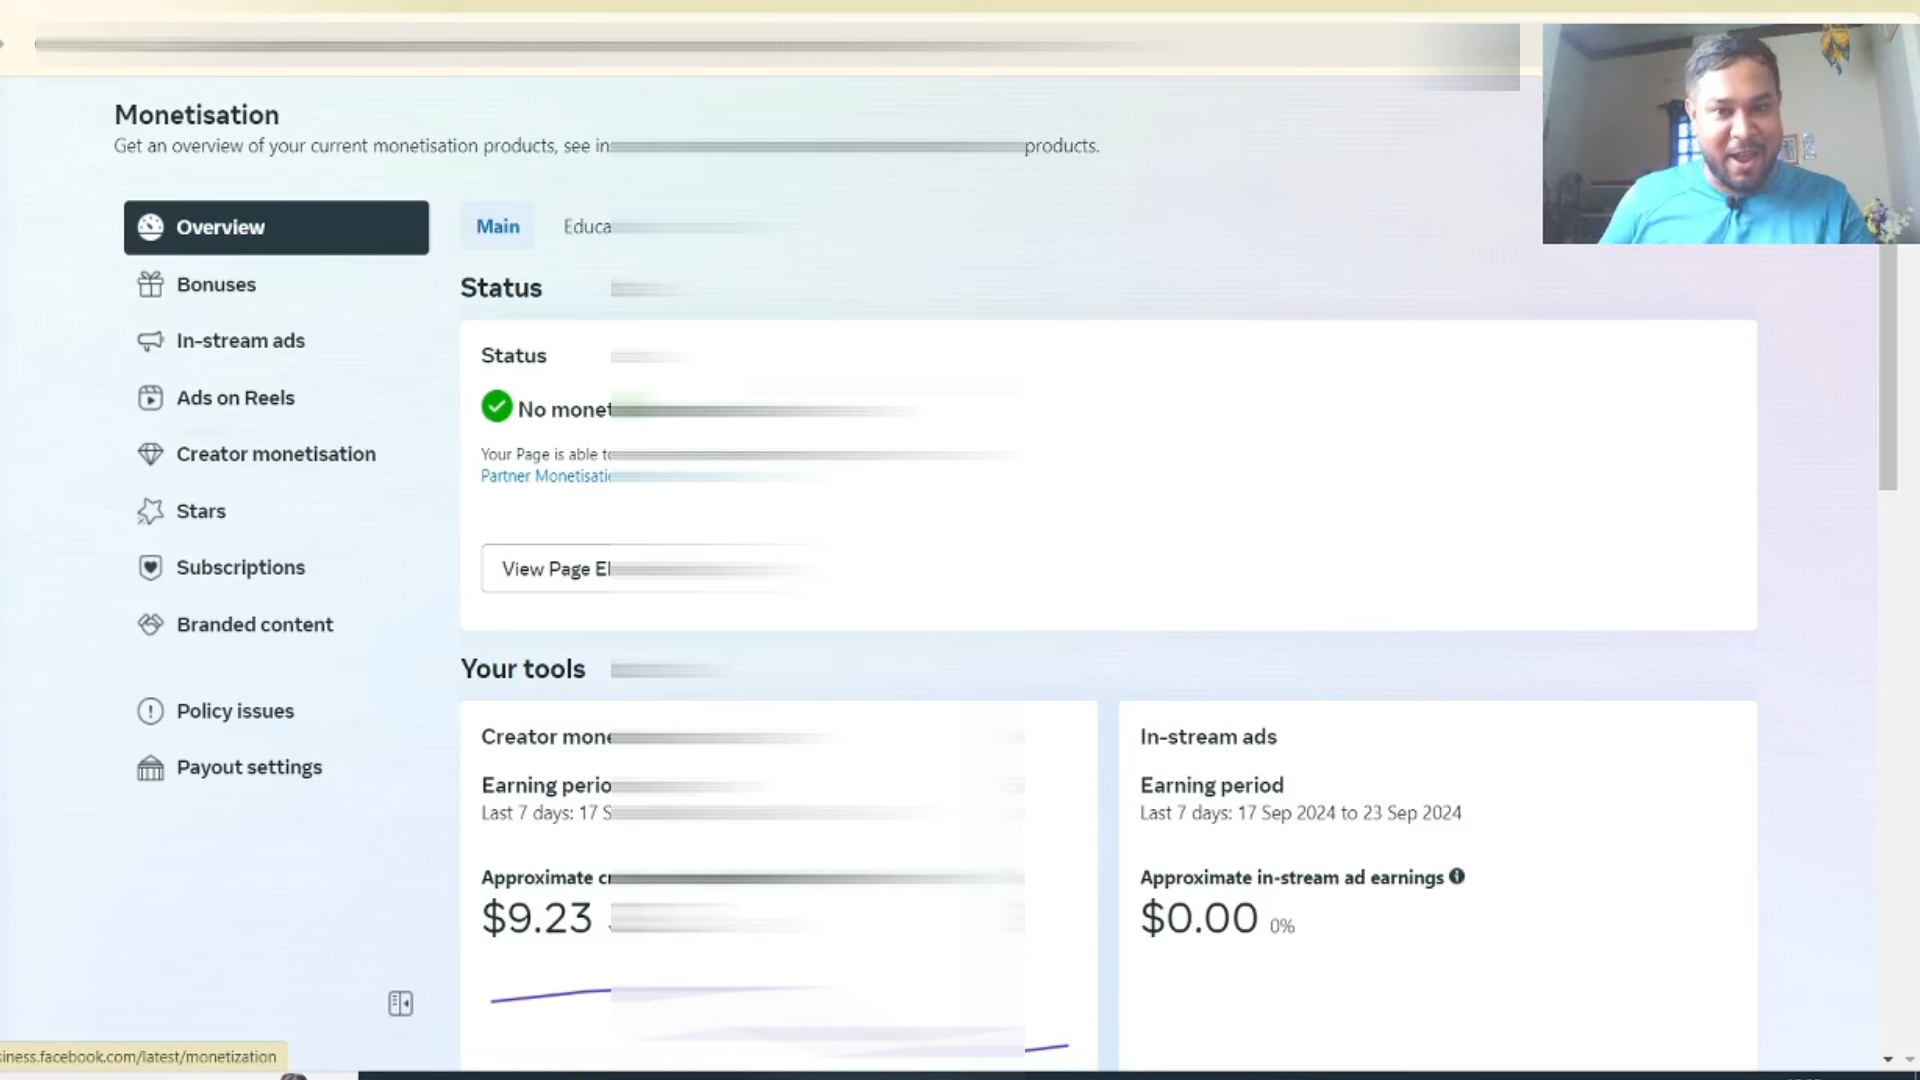 Monetisation
Get an overview of your current monetisation products, see in
products.
Overview
Bonuses
In-stream ads
Ads on Reels
Creator monetisation
Stars
Subscriptions
Branded content
Policy issues
Payout settings
Main
Educa
Status
Status
No monet
Your Page is able to
Partner Monetisatio
View Page El
Your tools
Creator mone
Earning perio
Last 7 days: 17 S
Approximate cr
$9.23
In-stream ads
Earning period
Last 7 days: 17 Sep 2024 to 23 Sep 2024
Approximate in-stream ad earnings
$0.00 0%
iness.facebook.com/latest/monetization